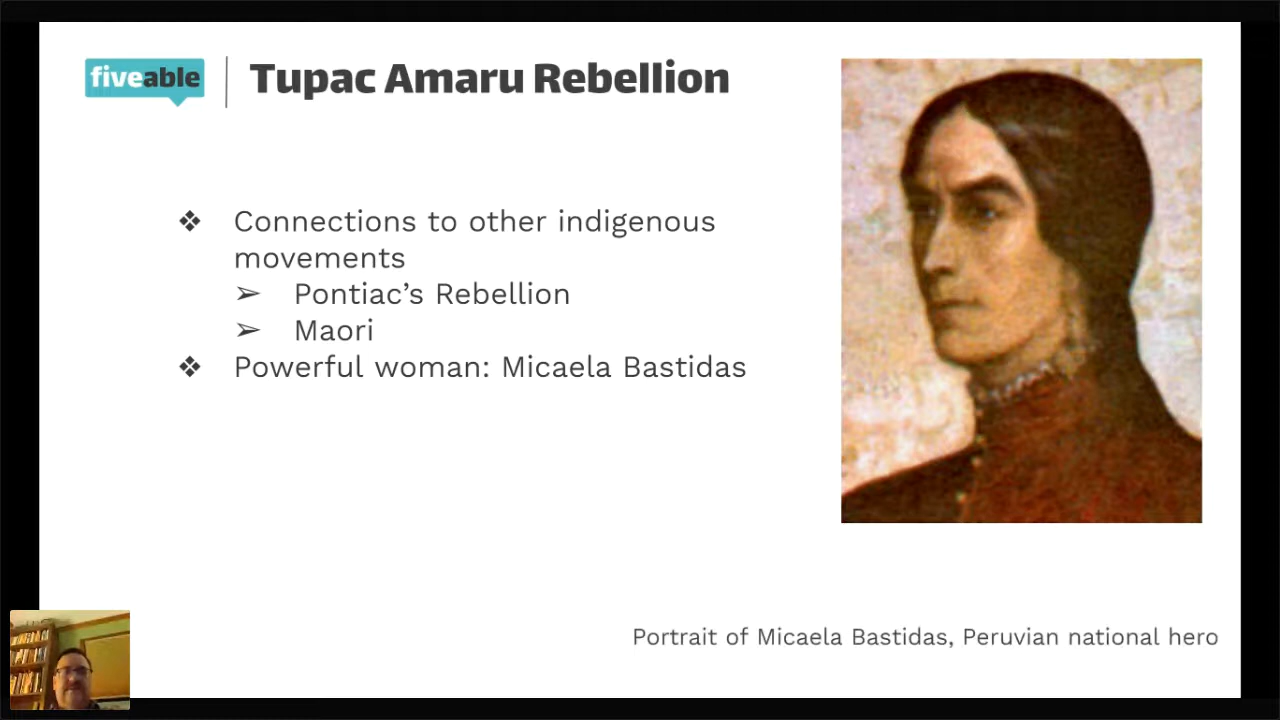 fiveable
Tupac Amaru Rebellion
❖ Connections to other indigenous
movements
➢ Pontiac’s Rebellion
➢ Maori
❖ Powerful woman: Micaela Bastidas
Portrait of Micaela Bastidas, Peruvian national hero